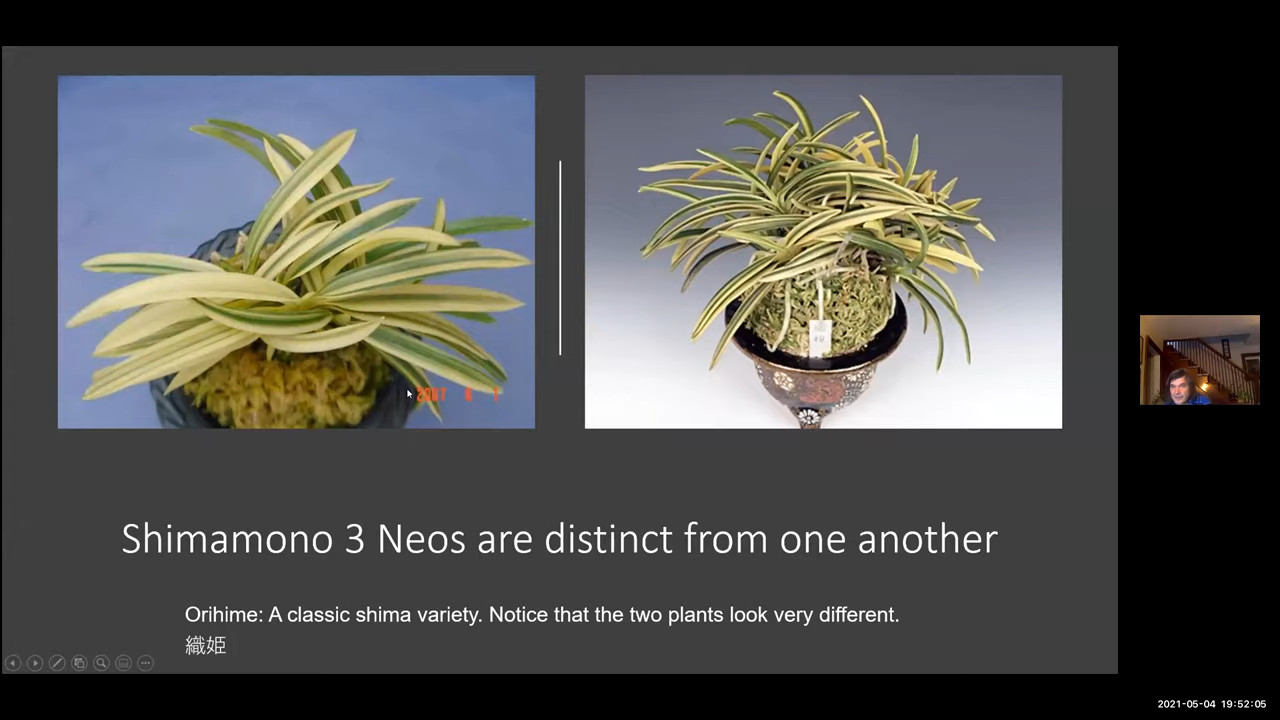 Shimamono 3 Neos are distinct from one another
Orihime: A classic shima variety. Notice that the two plants look very different.
織姫
2021-05-04 19:52:05